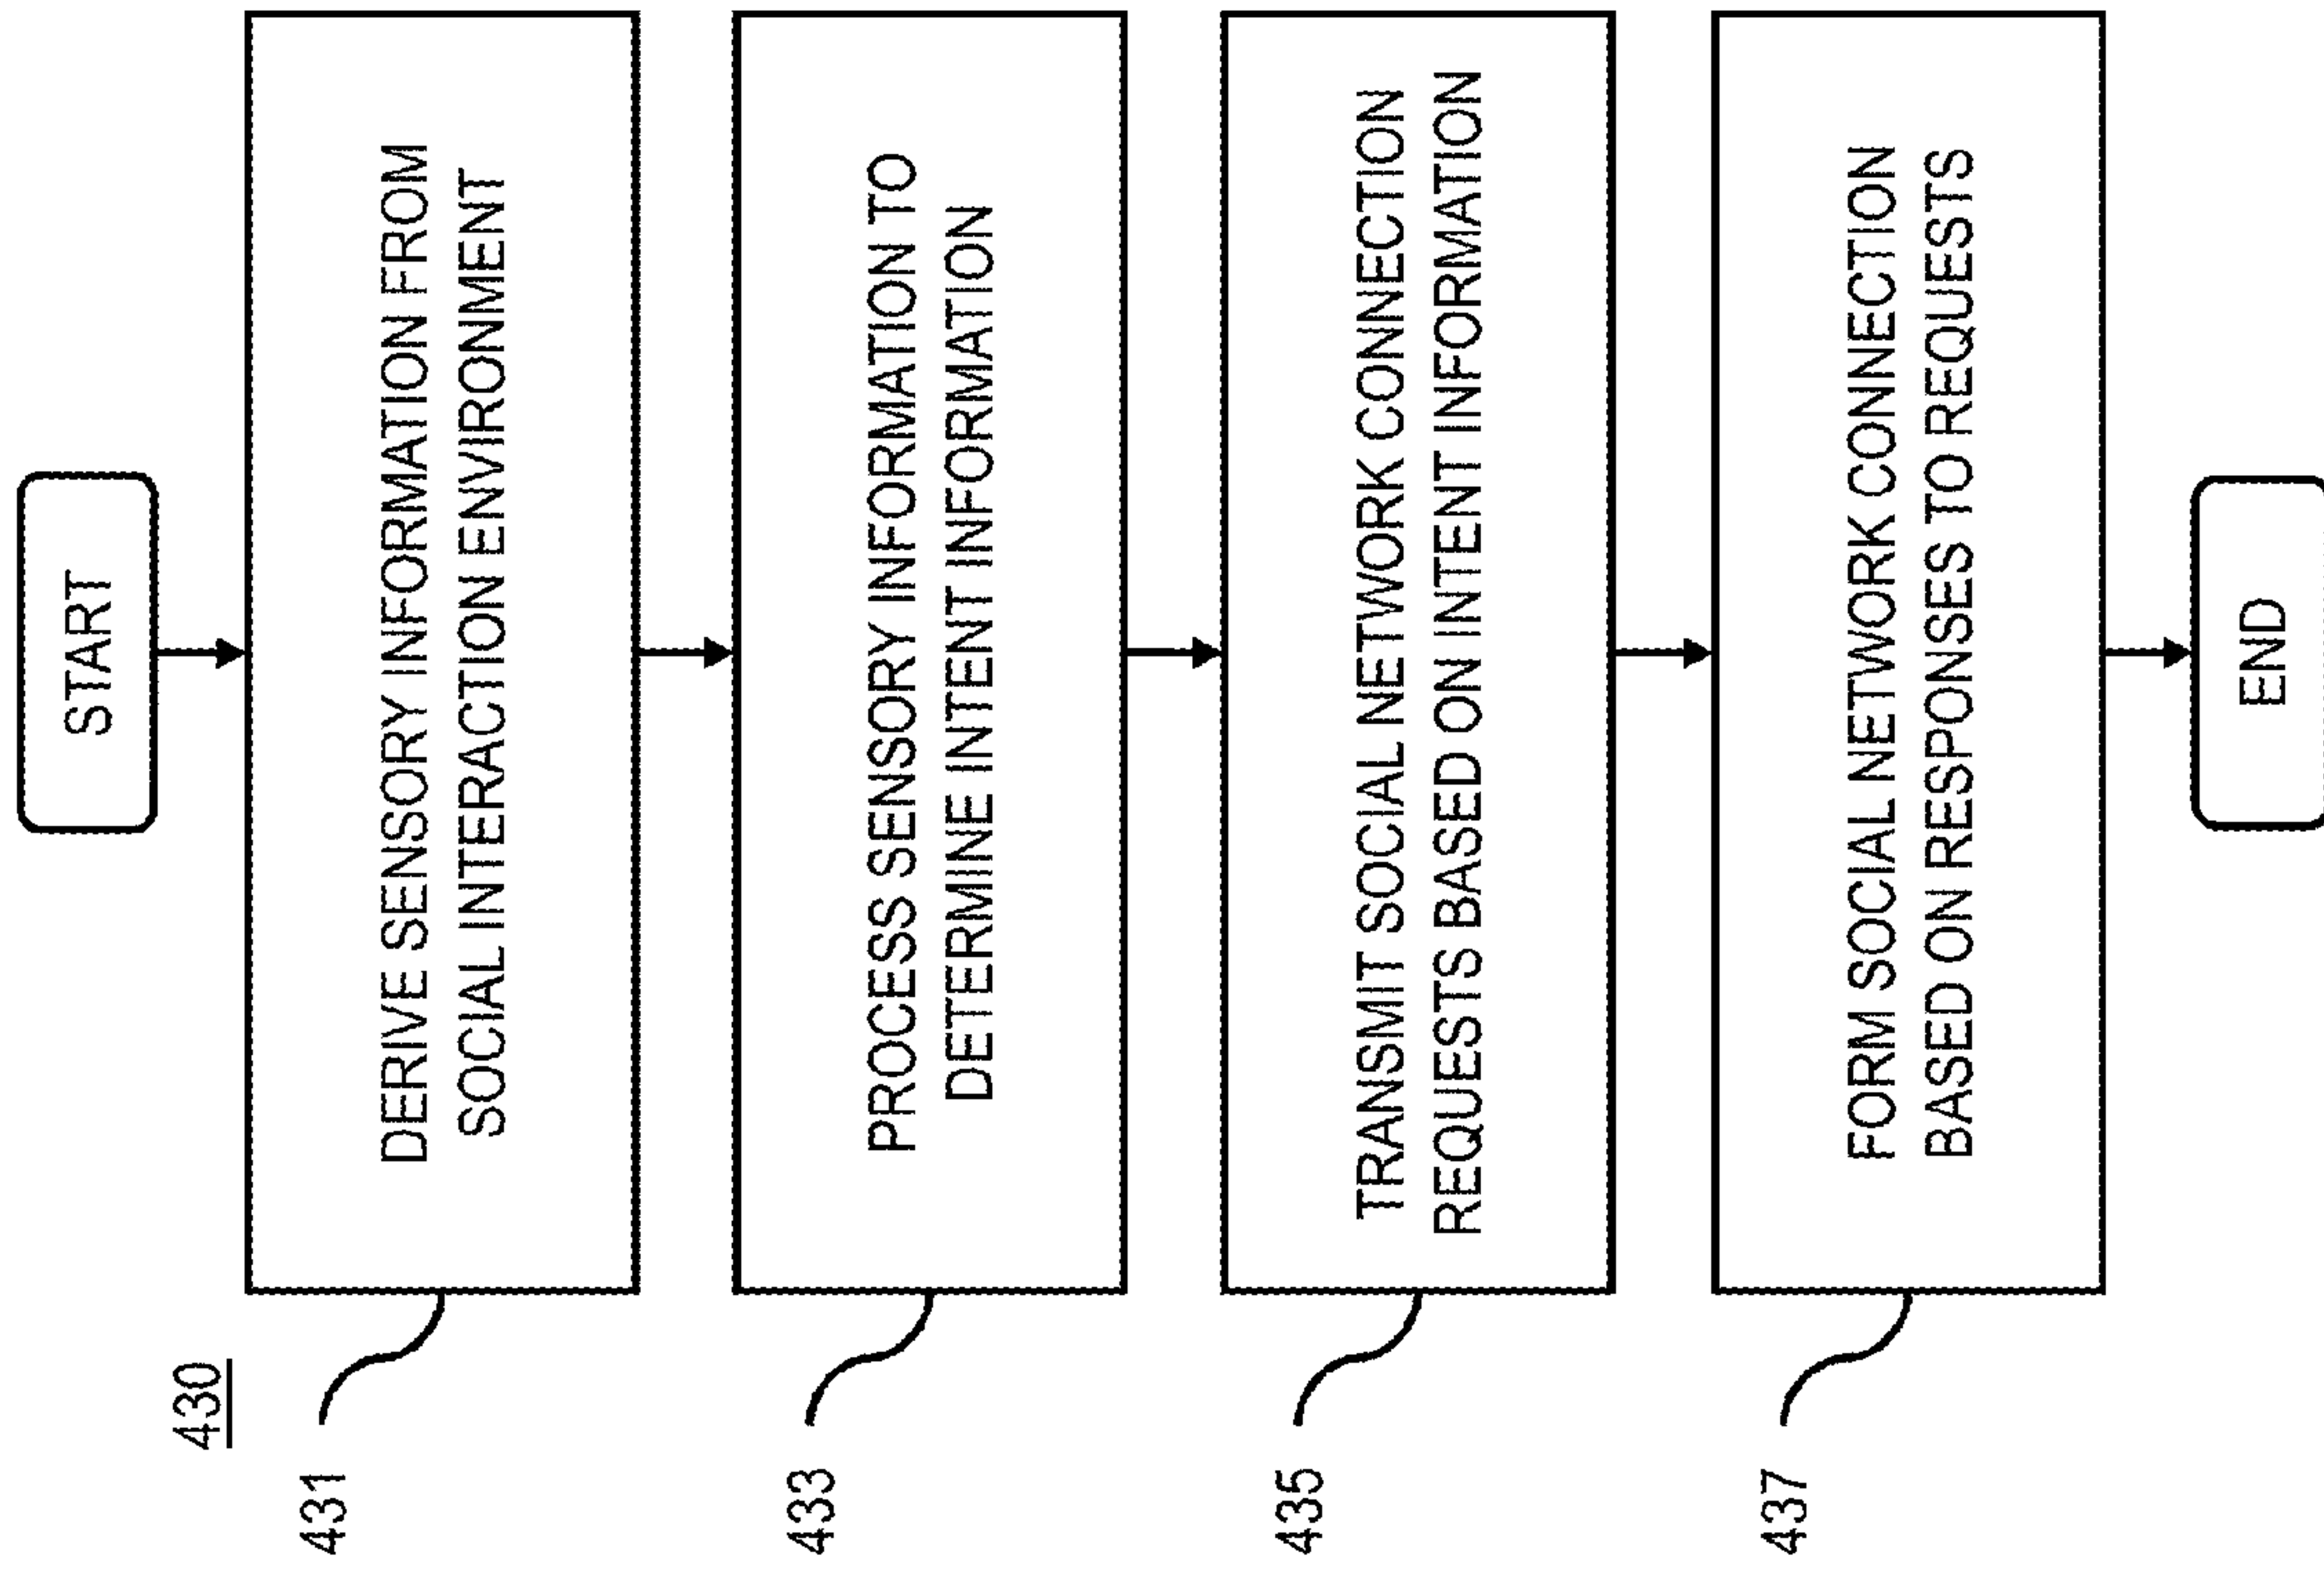 430
START
431
DERIVE SENSORY INFORMATION FROM
SOCIAL INTERACTION ENVIRONMENT
433
PROCESS SENSORY INFORMATION TO
DETERMINE INTENT INFORMATION
435
TRANSMIT SOCIAL NETWORK CONNECTION
REQUESTS BASED ON INTENT INFORMATION
437
FORM SOCIAL NETWORK CONNECTION
BASED ON RESPONSES TO REQUESTS
END